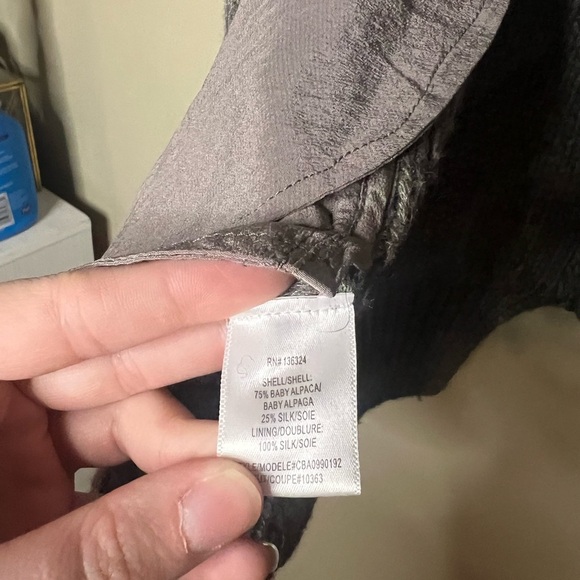 RN# 136324
SHELL/SHELL:
75% BABY ALPACA/
BABY ALPAGA
25% SILK/SOIE
LINING/DOUBLURE:
100% SILK/SOIE
LE/MODELE#CBA0990192
/COUPE#10363